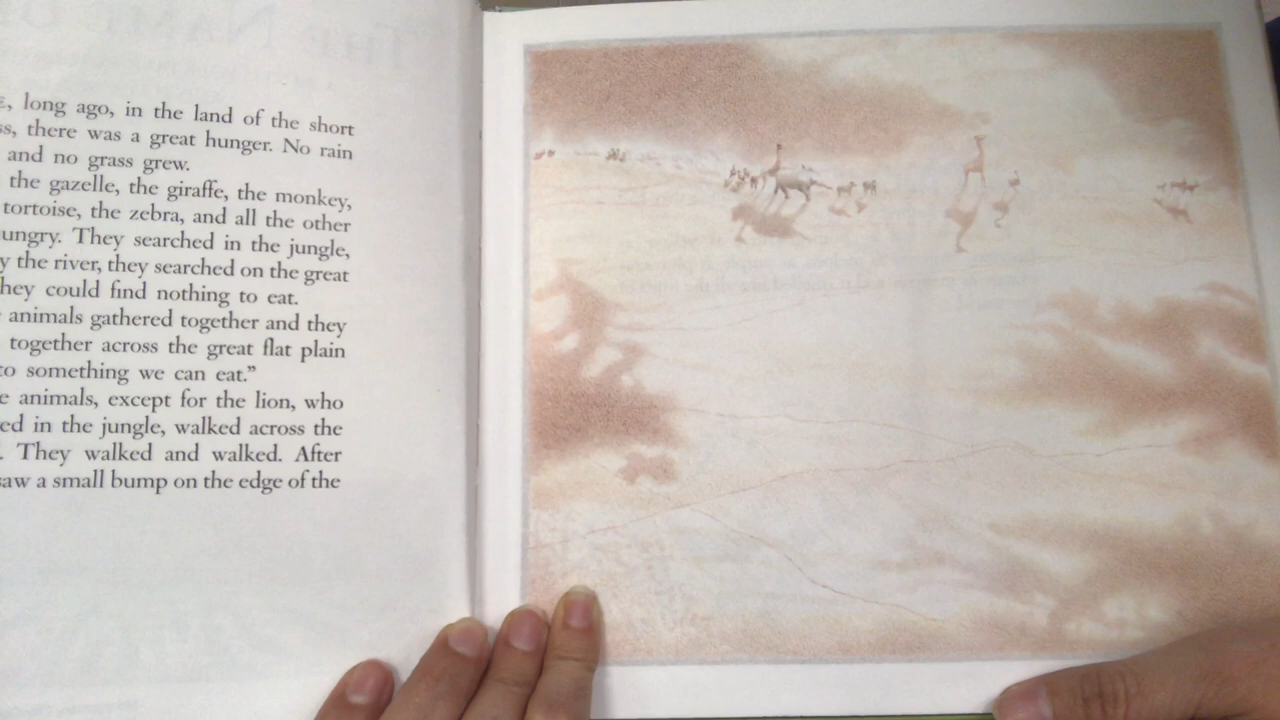 , long ago, in the land of the short
there was a great hunger. No rain
and no grass grew.
the gazelle, the giraffe, the monkey,
tortoise, the zebra, and all the other
ungry. They searched in the jungle,
y the river, they searched on the great
hey could find nothing to eat.
animals gathered together and they
together across the great flat plain
to something we can eat.”
e animals, except for the lion, who
ed in the jungle, walked across the
. They walked and walked. After
saw a small bump on the edge of the
THE NAME OF